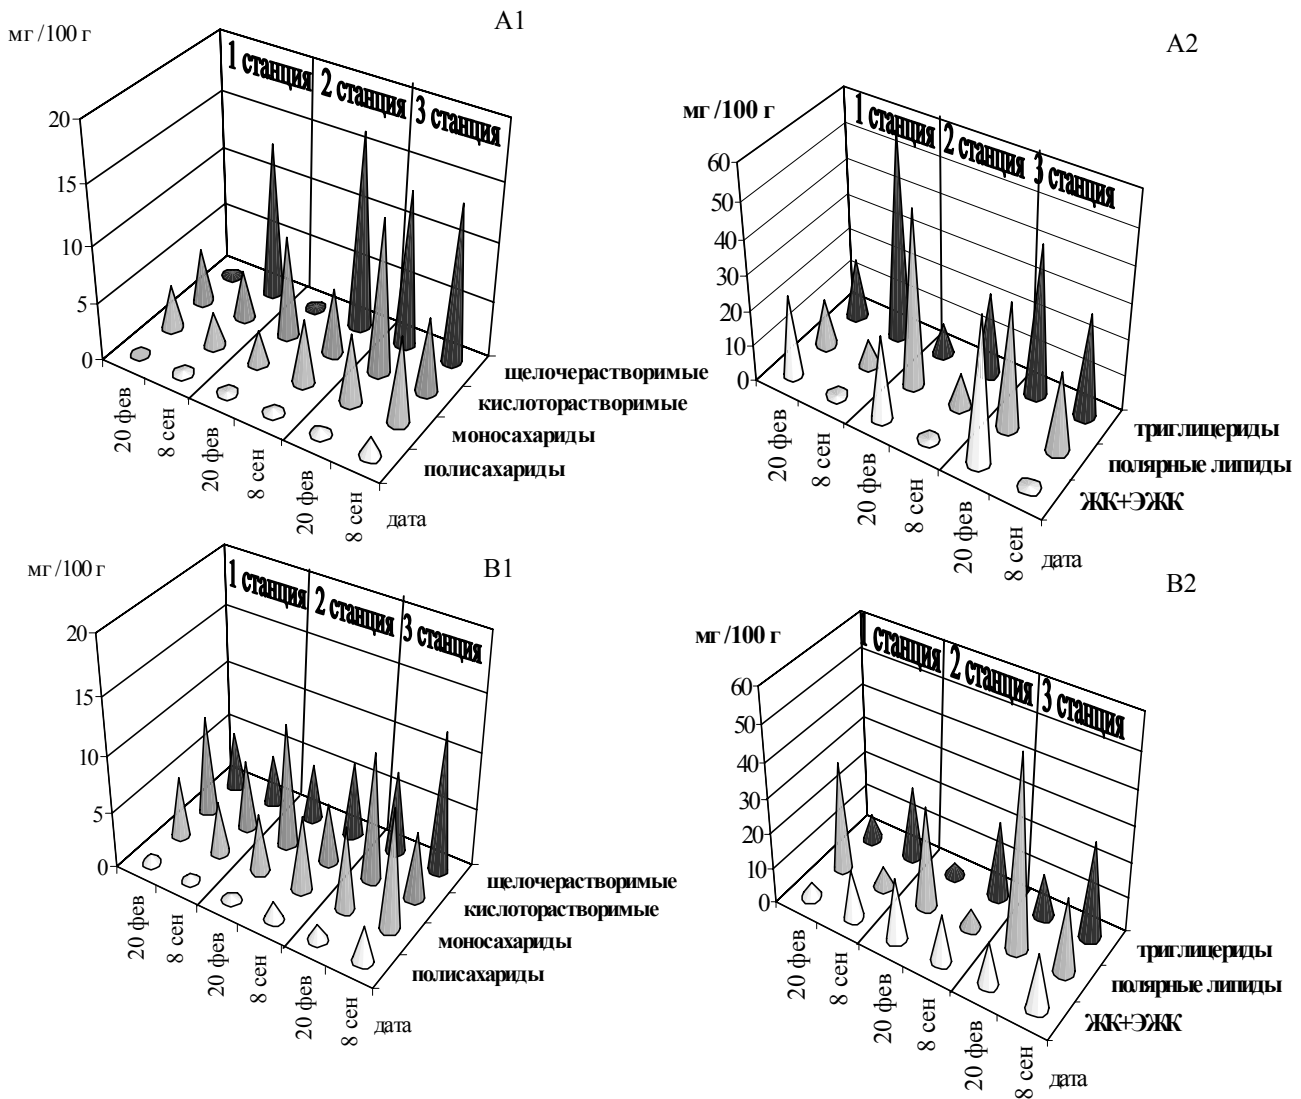 А1
мг /100 г
1 станция 2 станция 3 станция
20
15
10
5
0
щелочерастворимые
кислоторастворимые
моносахариды
полисахариды
20 фев
8 сен
20 фев
8 сен
20 фев
8 сен
дата
А2
мг /100 г
1 станция 2 станция 3 станция
60
50
40
30
20
10
0
триглицериды
полярные липиды
ЖК+ЭЖК
20 фев
8 сен
20 фев
8 сен
20 фев
8 сен
дата
В1
мг /100 г
1 станция 2 станция 3 станция
20
15
10
5
0
щелочерастворимые
кислоторастворимые
моносахариды
полисахариды
20 фев
8 сен
20 фев
8 сен
20 фев
8 сен
дата
В2
мг /100 г
1 станция 2 станция 3 станция
60
50
40
30
20
10
0
триглицериды
полярные липиды
ЖК+ЭЖК
20 фев
8 сен
20 фев
8 сен
20 фев
8 сен
дата